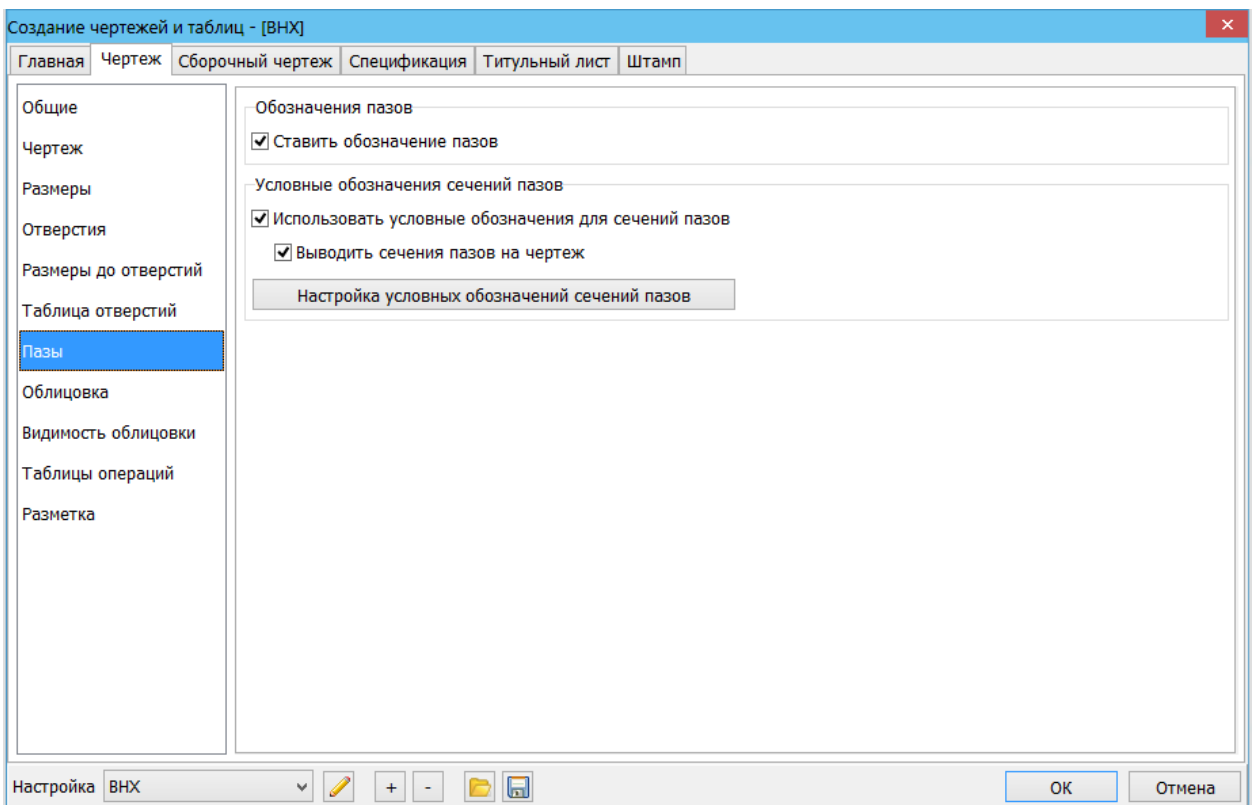 Создание чертежей и таблиц - [ВНХ]
Главная Чертеж Сборочный чертеж Спецификация Титульный лист Штамп
Общие
Чертеж
Размеры
Отверстия
Размеры до отверстий
Таблица отверстий
Пазы
Облицовка
Видимость облицовки
Таблицы операций
Разметка
Обозначения пазов
Ставить обозначение пазов
Условные обозначения сечений пазов
Использовать условные обозначения для сечений пазов
Выводить сечения пазов на чертеж
Настройка условных обозначений сечений пазов
Настройка ВНХ + - ОК Отмена